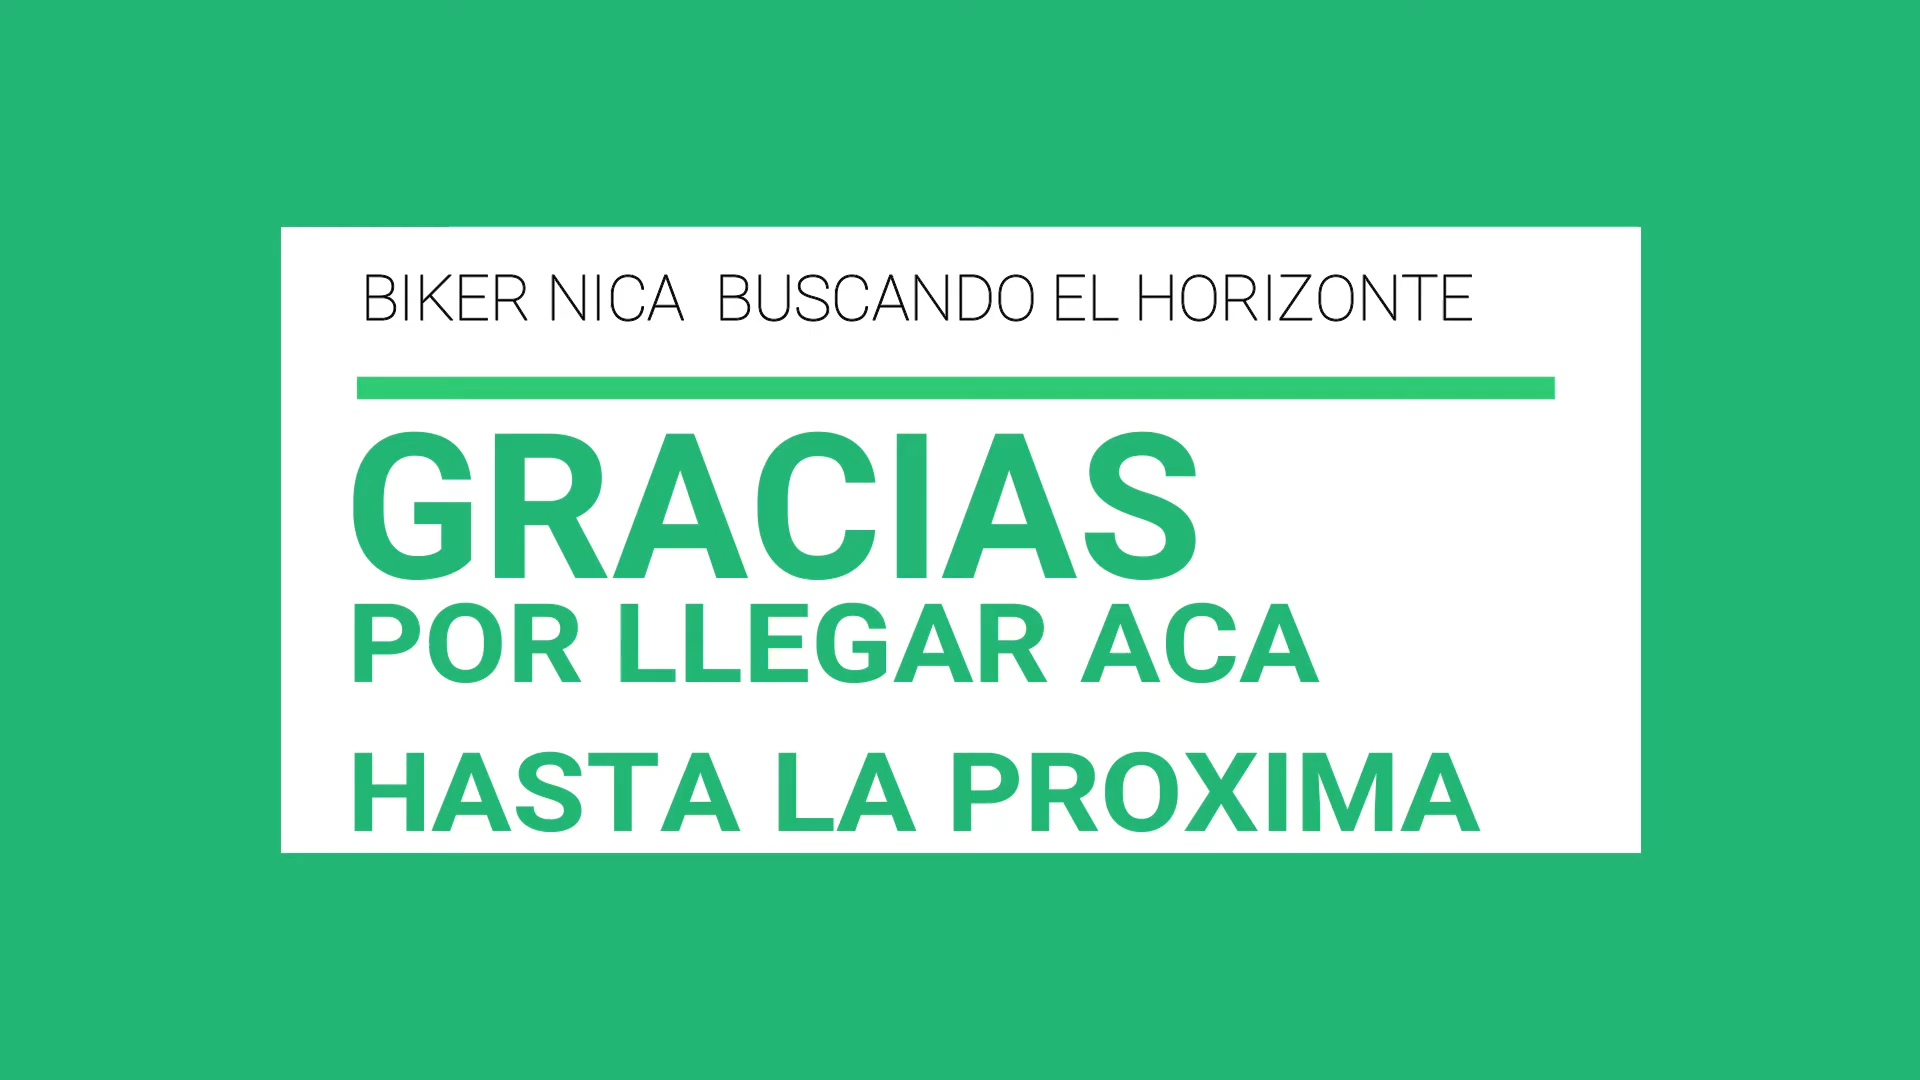 BIKER NICA  BUSCANDO EL HORIZONTE
GRACIAS
POR LLEGAR ACA
HASTA LA PROXIMA